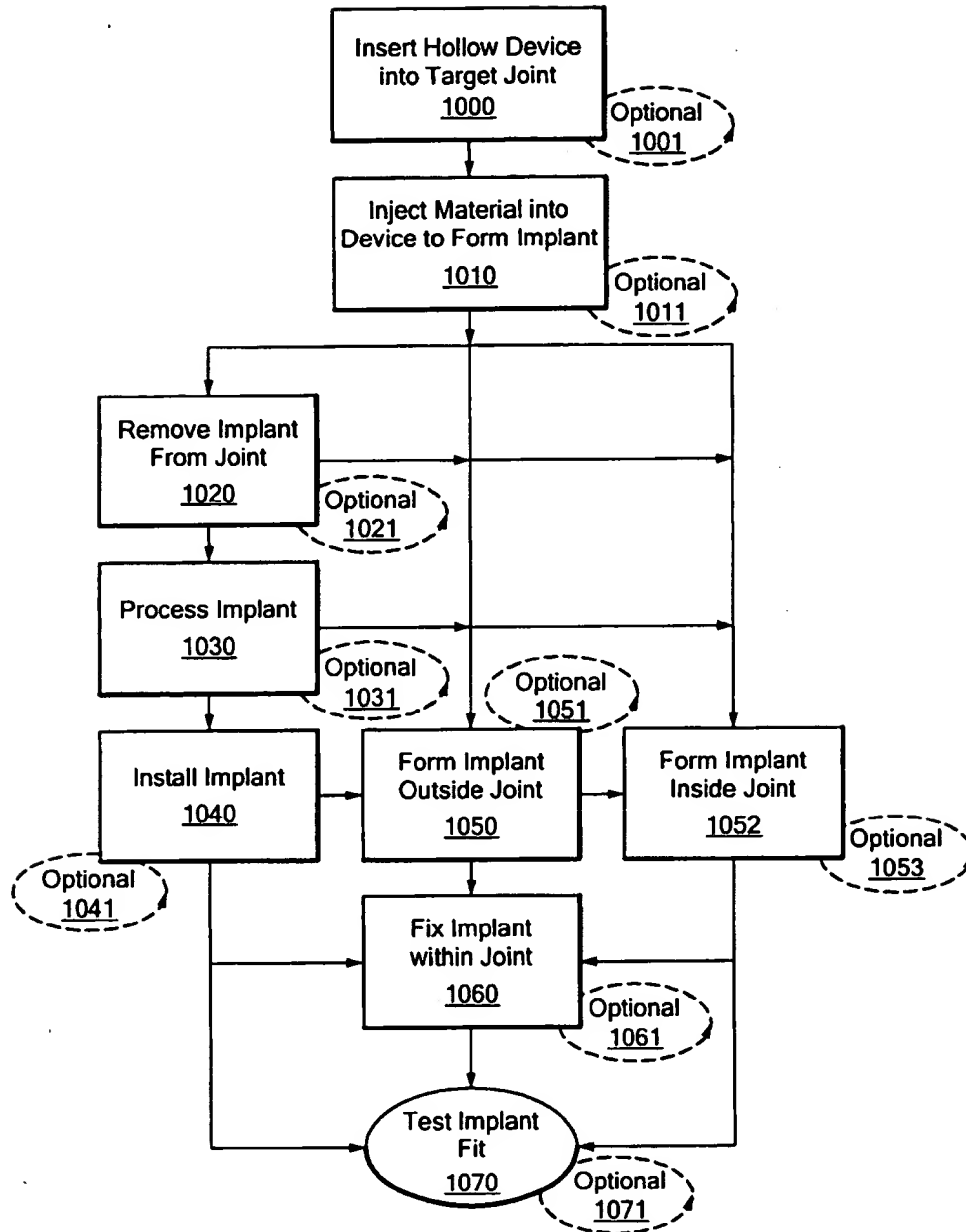 Insert Hollow Device
into Target Joint
1000
Optional
1001
Inject Material into
Device to Form Implant
1010
Optional
1011
Remove Implant
From Joint
1020
Optional
1021
Process Implant
1030
Optional
1031
Optional
1051
Install Implant
1040
Optional
1041
Form Implant
Outside Joint
1050
Form Implant
Inside Joint
1052
Optional
1053
Fix Implant
within Joint
1060
Optional
1061
Test Implant
Fit
1070
Optional
1071